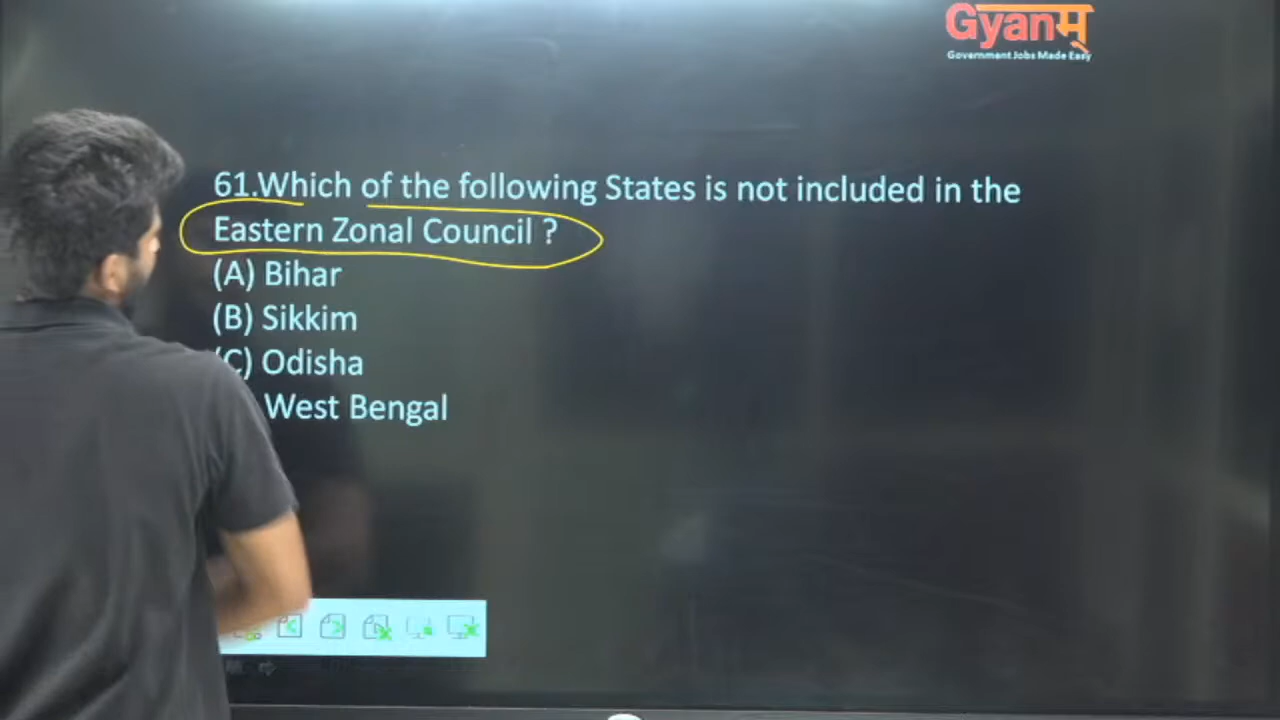 Gyanम्
Government Jobs Made Easy
61.Which of the following States is not included in the
Eastern Zonal Council ?
(A) Bihar
(B) Sikkim
(C) Odisha
West Bengal